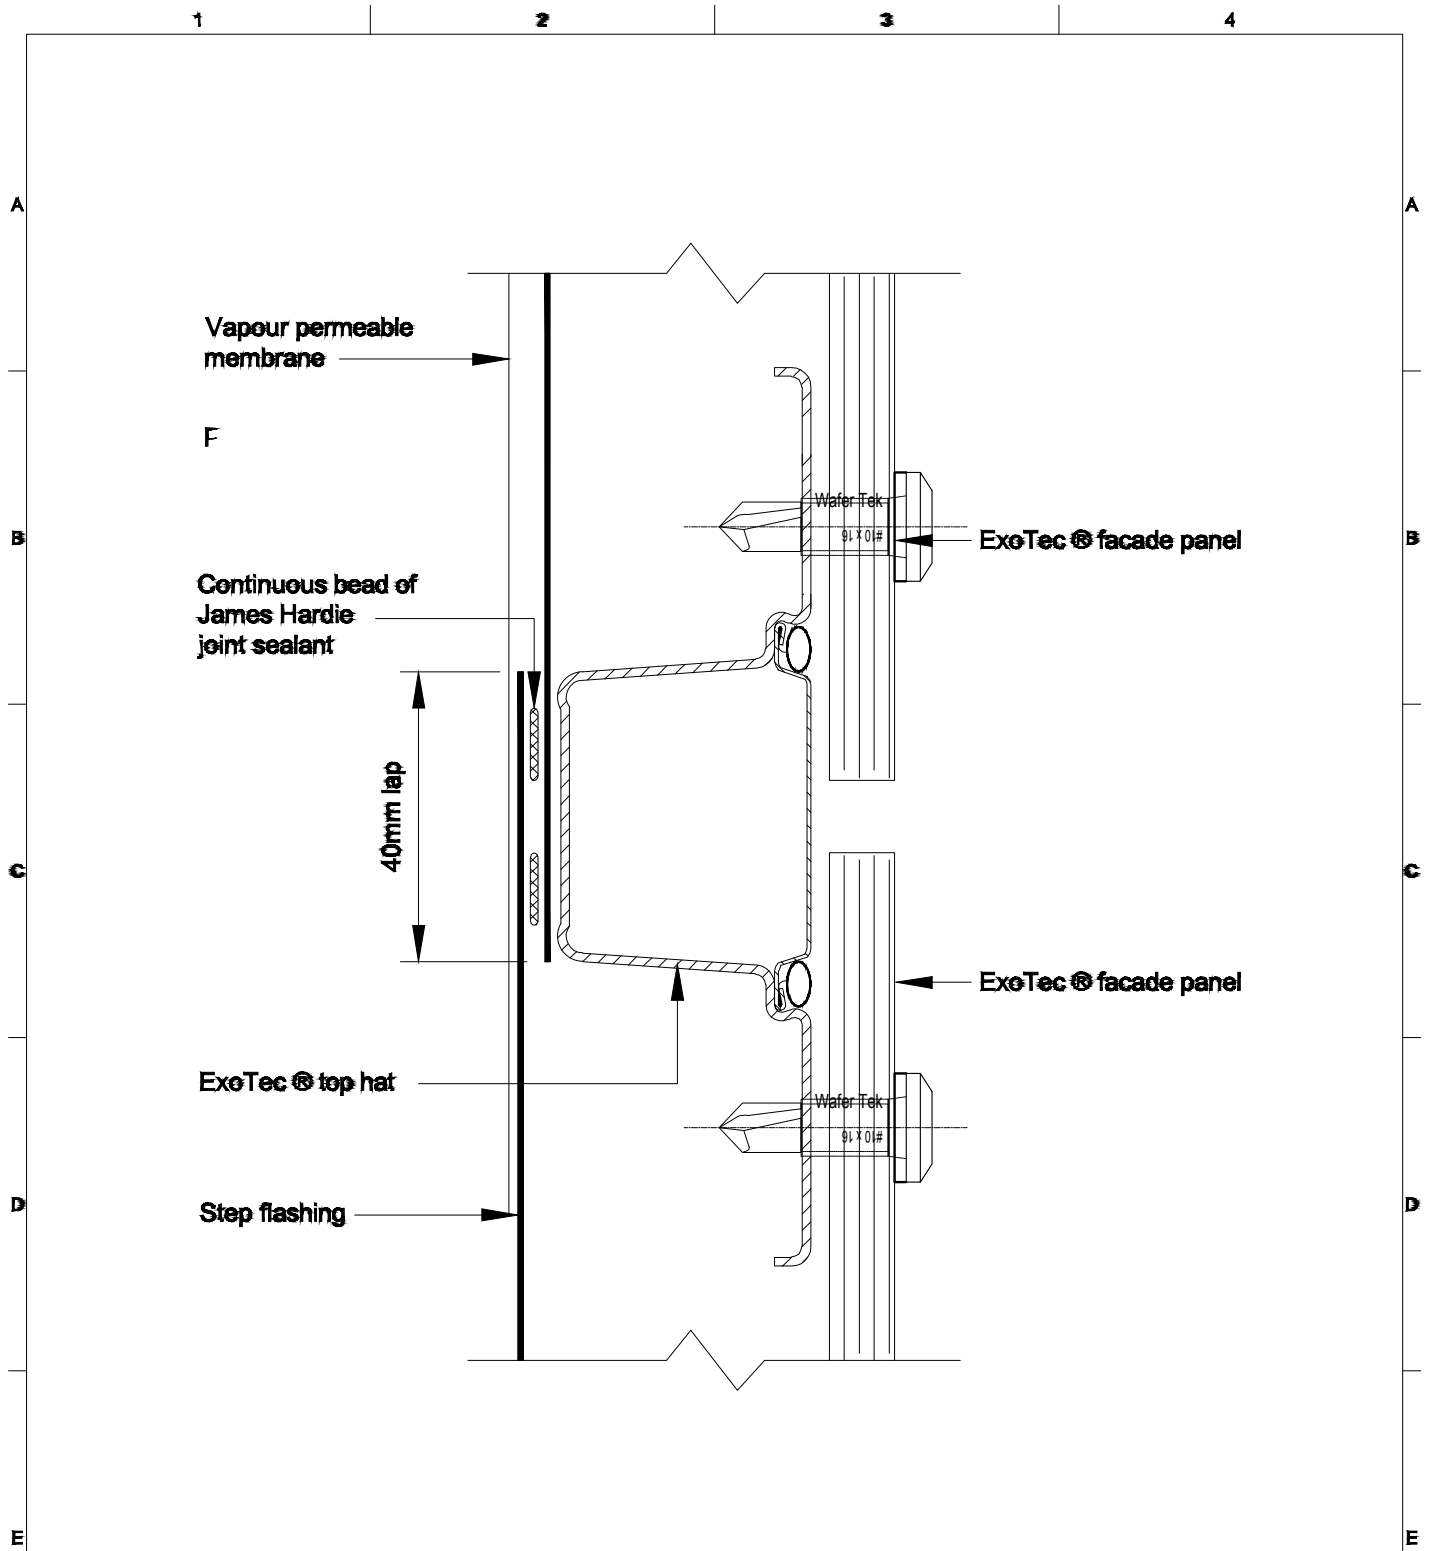 1 2 3 4
A A
Vapour permeable
membrane
F
Wafer Tek
#10 x 16
B B
ExoTec ® facade panel
Continuous bead of
James Hardie
joint sealant
40mm lap
C C
ExoTec ® facade panel
ExoTec ® top hat
Wafer Tek
#10 x 16
Step flashing
D D
E E